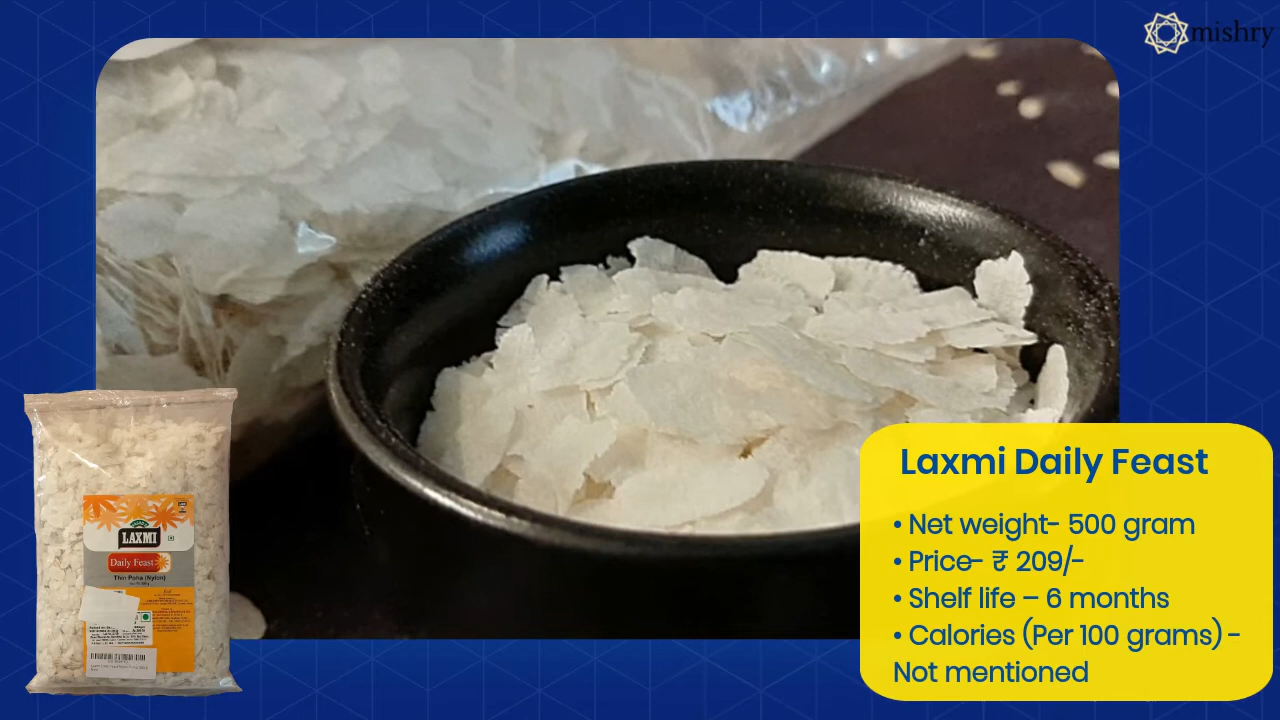 mishry
Laxmi Daily Feast
• Net weight- 500 gram
• Price- ₹ 209/-
• Shelf life – 6 months
• Calories (Per 100 grams) -
Not mentioned
LAXMI
Daily Feast
Thin Poha (Nylon)